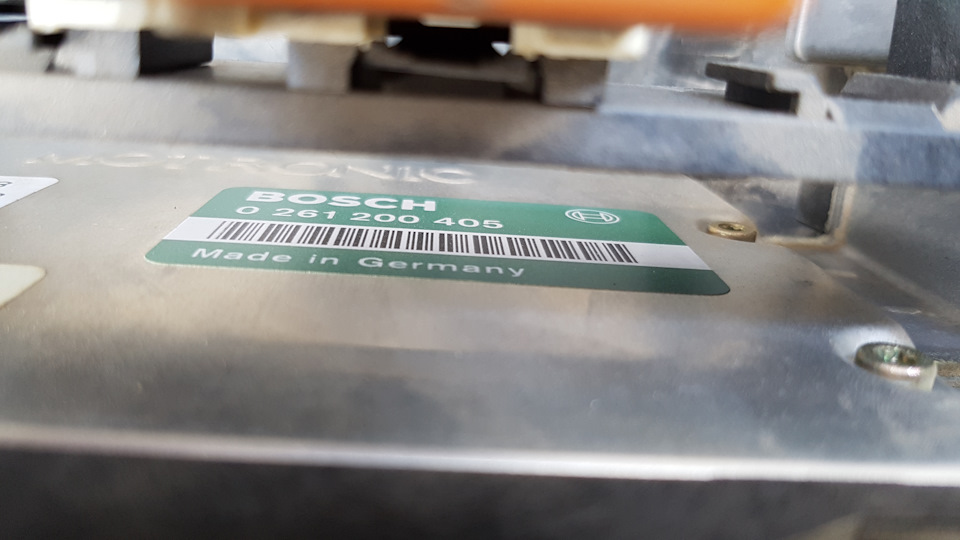 MOTRONIC
BOSCH
0 261 200 405
Made in Germany